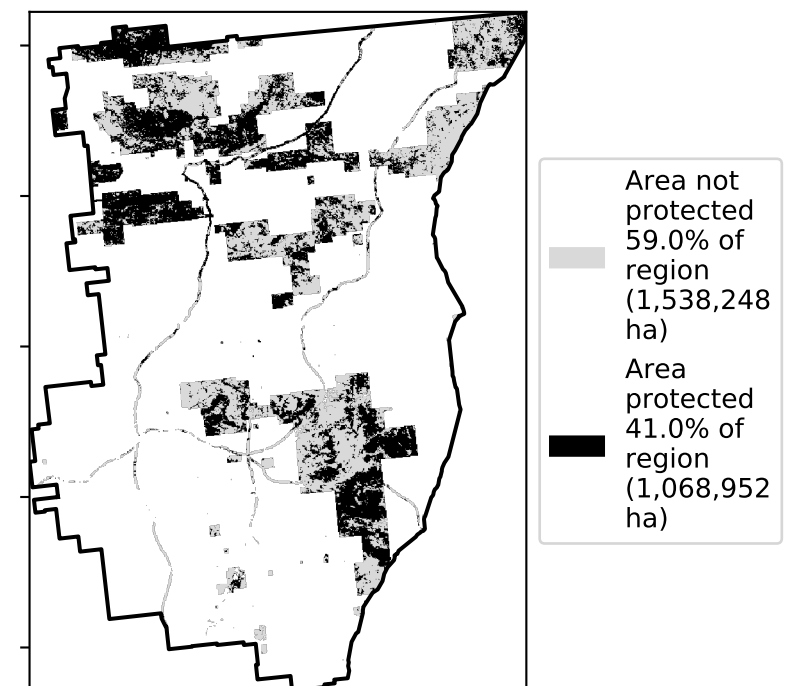 Area not
protected
59.0% of
region
(1,538,248
ha)
Area
protected
41.0% of
region
(1,068,952
ha)